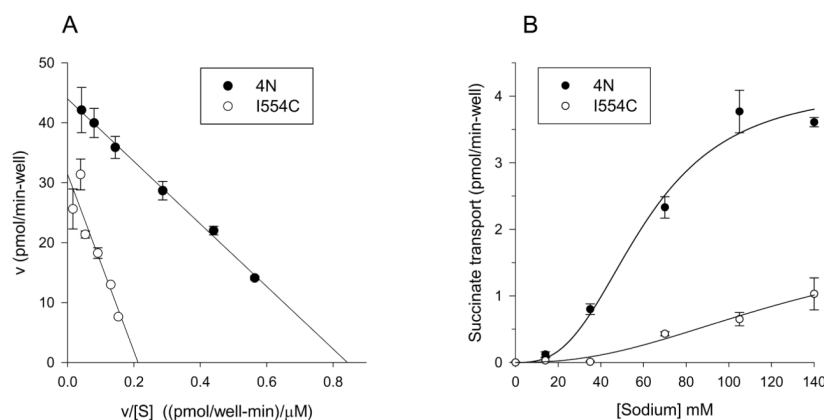 A
50
40
30
20
10
0
v (pmol/min-well)
4N
I554C
0.0 0.2 0.4 0.6 0.8
v/[S] ((pmol/well-min)/μM)
B
4
3
2
1
0
Succinate transport (pmol/min-well)
4N
I554C
0 20 40 60 80 100 120 140
[Sodium] mM